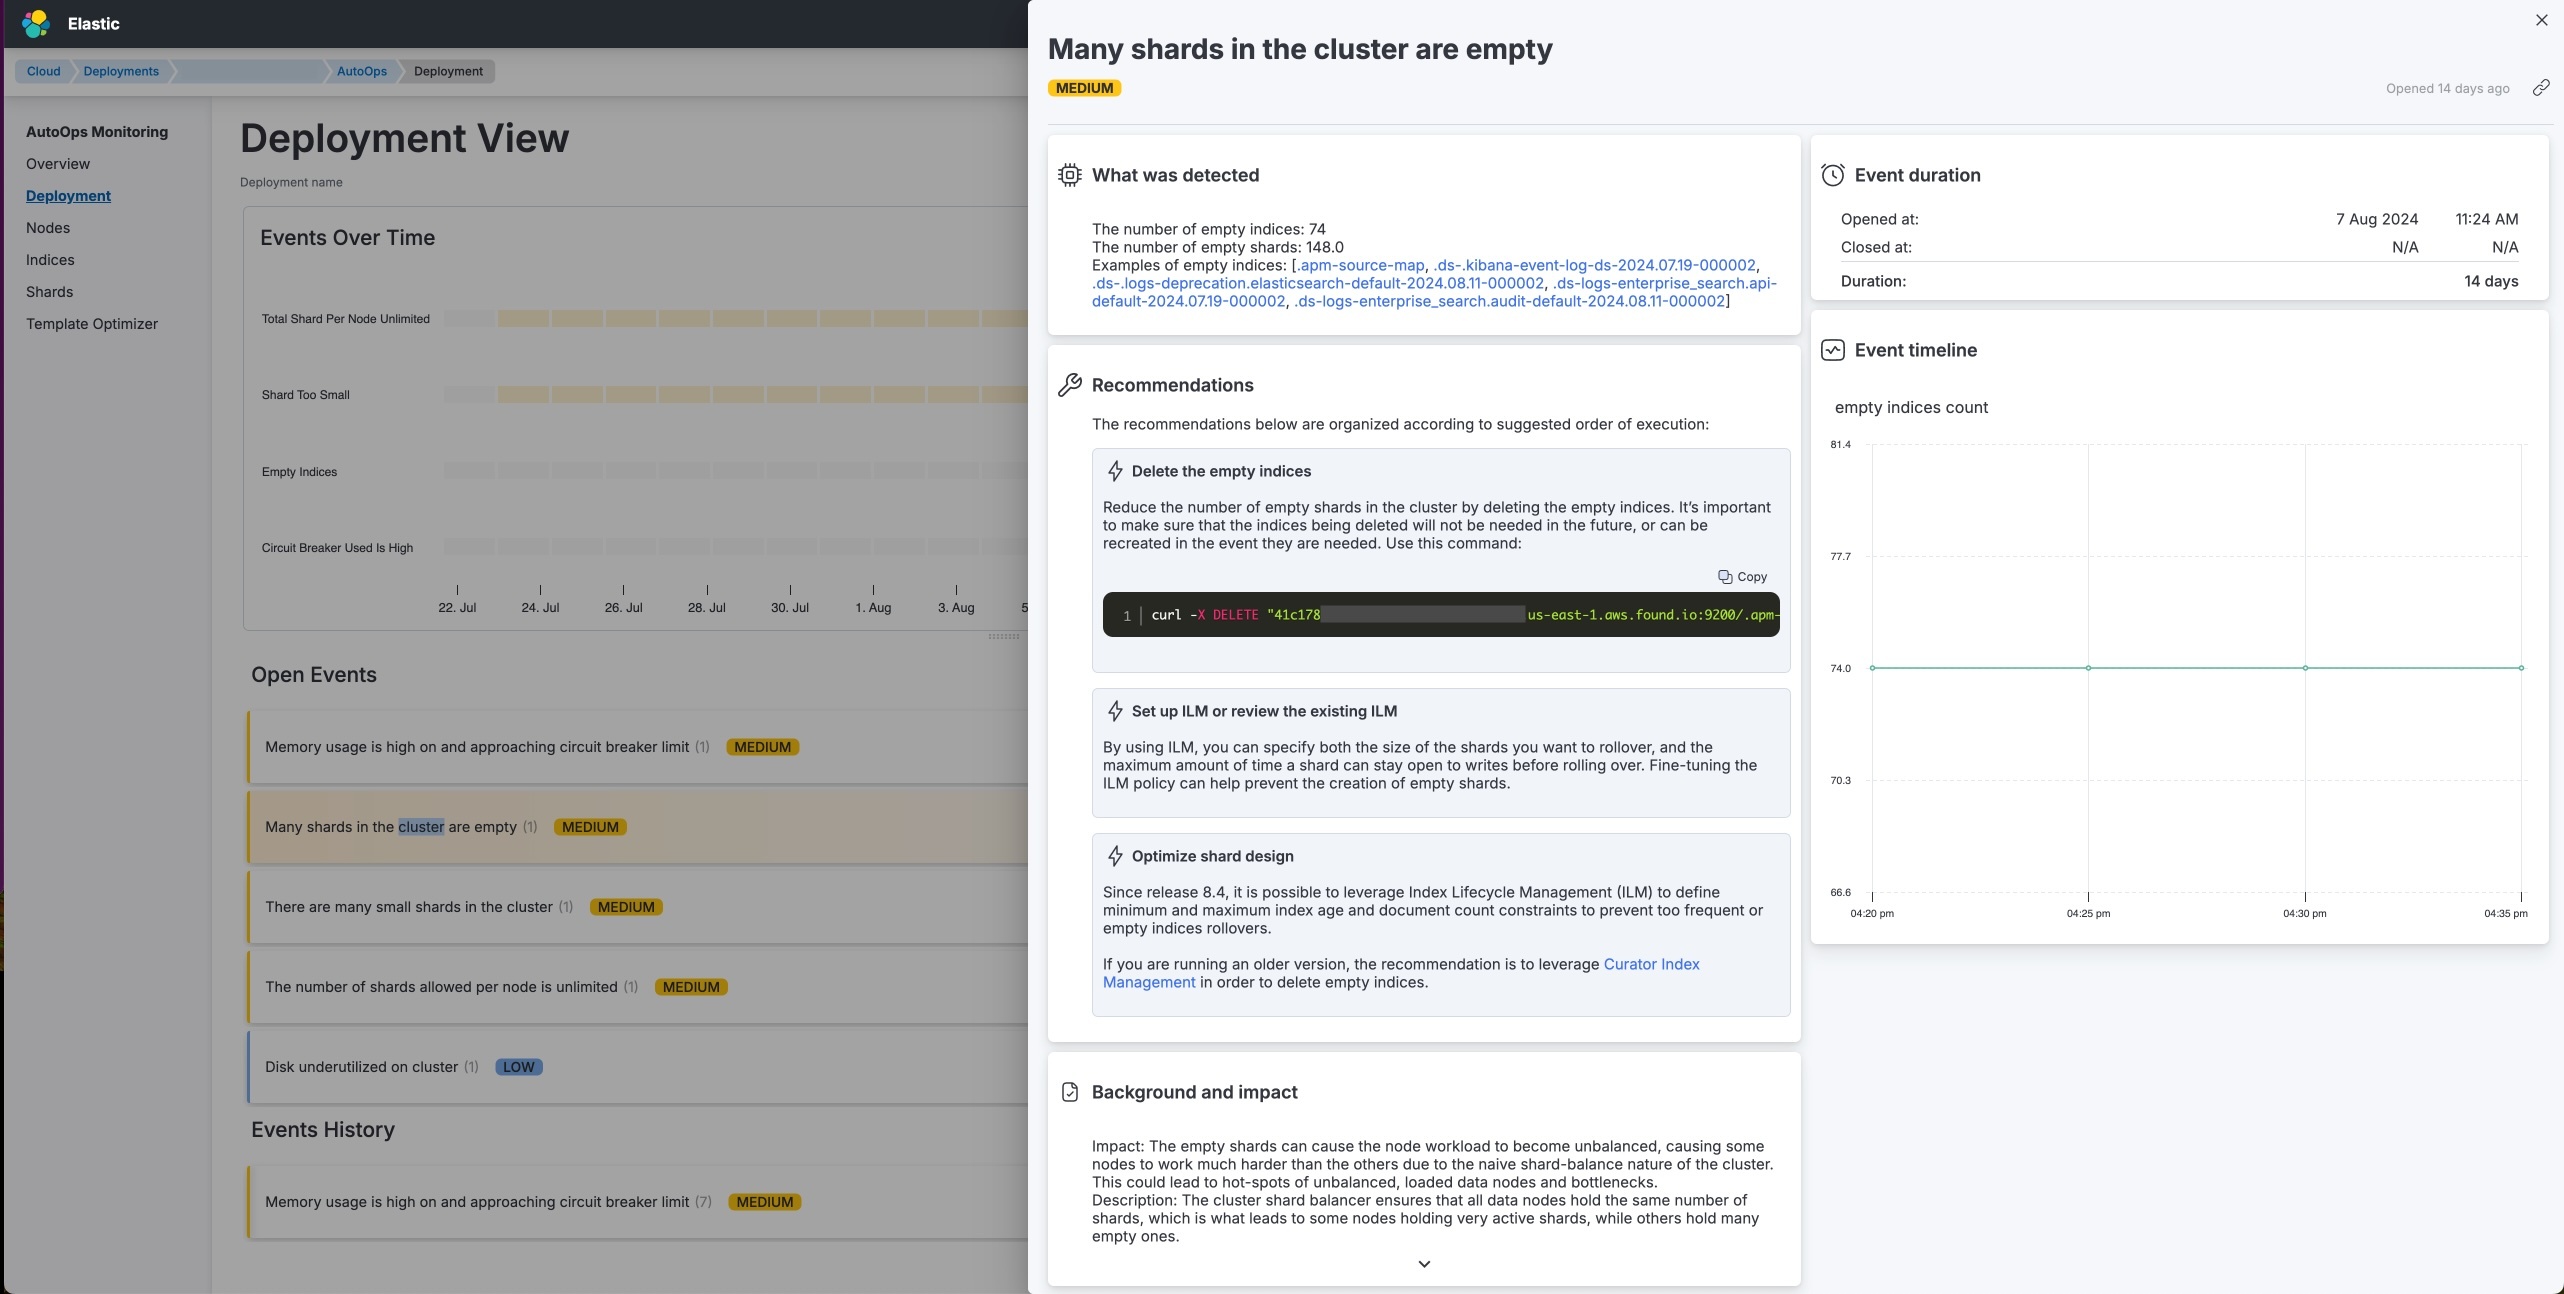 Elastic
Cloud
Deployments
AutoOps
Deployment
AutoOps Monitoring
Overview
Deployment
Nodes
Indices
Shards
Template Optimizer
Deployment View
Deployment name
Events Over Time
Total Shard Per Node Unlimited
Shard Too Small
Empty Indices
Circuit Breaker Used Is High
22. Jul 24. Jul 26. Jul 28. Jul 30. Jul 1. Aug 3. Aug 5
Open Events
Memory usage is high on and approaching circuit breaker limit (1) MEDIUM
Many shards in the cluster are empty (1) MEDIUM
There are many small shards in the cluster (1) MEDIUM
The number of shards allowed per node is unlimited (1) MEDIUM
Disk underutilized on cluster (1) LOW
Events History
Memory usage is high on and approaching circuit breaker limit (7) MEDIUM
Many shards in the cluster are empty
MEDIUM
Opened 14 days ago
What was detected
The number of empty indices: 74
The number of empty shards: 148.0
Examples of empty indices: [.apm-source-map, .ds-.kibana-event-log-ds-2024.07.19-000002,
.ds-.logs-deprecation.elasticsearch-default-2024.08.11-000002, .ds-logs-enterprise_search.api-
default-2024.07.19-000002, .ds-logs-enterprise_search.audit-default-2024.08.11-000002]
Recommendations
The recommendations below are organized according to suggested order of execution:
Delete the empty indices
Reduce the number of empty shards in the cluster by deleting the empty indices. It’s important
to make sure that the indices being deleted will not be needed in the future, or can be
recreated in the event they are needed. Use this command:
Copy
1 curl -X DELETE "41c178 us-east-1.aws.found.io:9200/.apm-
Set up ILM or review the existing ILM
By using ILM, you can specify both the size of the shards you want to rollover, and the
maximum amount of time a shard can stay open to writes before rolling over. Fine-tuning the
ILM policy can help prevent the creation of empty shards.
Optimize shard design
Since release 8.4, it is possible to leverage Index Lifecycle Management (ILM) to define
minimum and maximum index age and document count constraints to prevent too frequent or
empty indices rollovers.
If you are running an older version, the recommendation is to leverage Curator Index
Management in order to delete empty indices.
Background and impact
Impact: The empty shards can cause the node workload to become unbalanced, causing some
nodes to work much harder than the others due to the naive shard-balance nature of the cluster.
This could lead to hot-spots of unbalanced, loaded data nodes and bottlenecks.
Description: The cluster shard balancer ensures that all data nodes hold the same number of
shards, which is what leads to some nodes holding very active shards, while others hold many
empty ones.
Event duration
Opened at: 7 Aug 2024 11:24 AM
Closed at: N/A N/A
Duration: 14 days
Event timeline
empty indices count
81.4
77.7
74.0
70.3
66.6
04:20 pm 04:25 pm 04:30 pm 04:35 pm